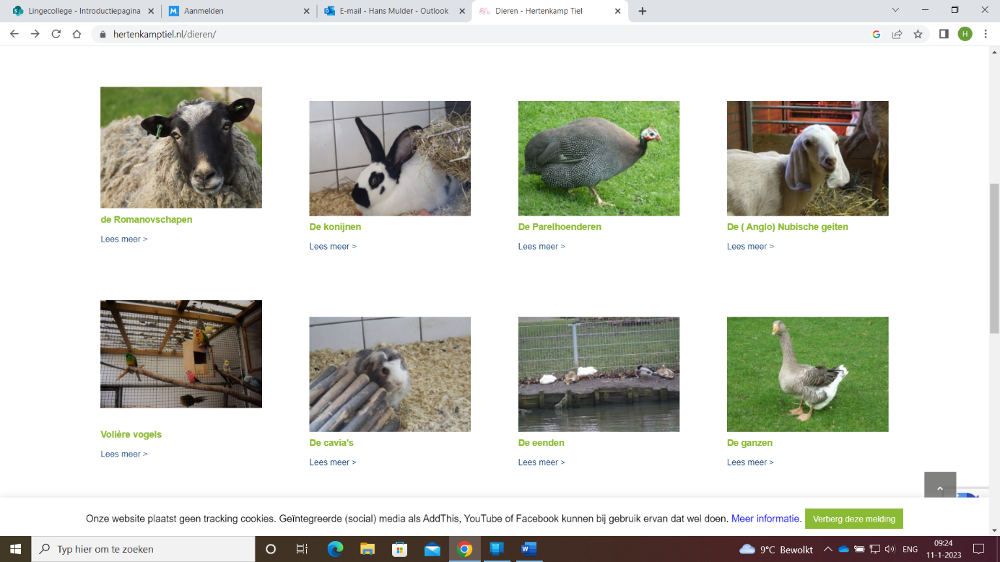 Lingecollege - Introductiepagina
Aanmelden
E-mail - Hans Mulder - Outlook
Dieren - Hertenkamp Tiel
hertenkamptiel.nl/dieren/
H
de Romanovschapen
Lees meer >
De konijnen
Lees meer >
De Parelhoenderen
Lees meer >
De ( Anglo) Nubische geiten
Lees meer >
Volière vogels
Lees meer >
De cavia's
Lees meer >
De eenden
Lees meer >
De ganzen
Lees meer >
Onze website plaatst geen tracking cookies. Geïntegreerde (social) media als AddThis, YouTube of Facebook kunnen bij gebruik ervan dat wel doen. Meer informatie. Verberg deze melding
Typ hier om te zoeken
9°C Bewolkt
ENG
09:24
11-1-2023